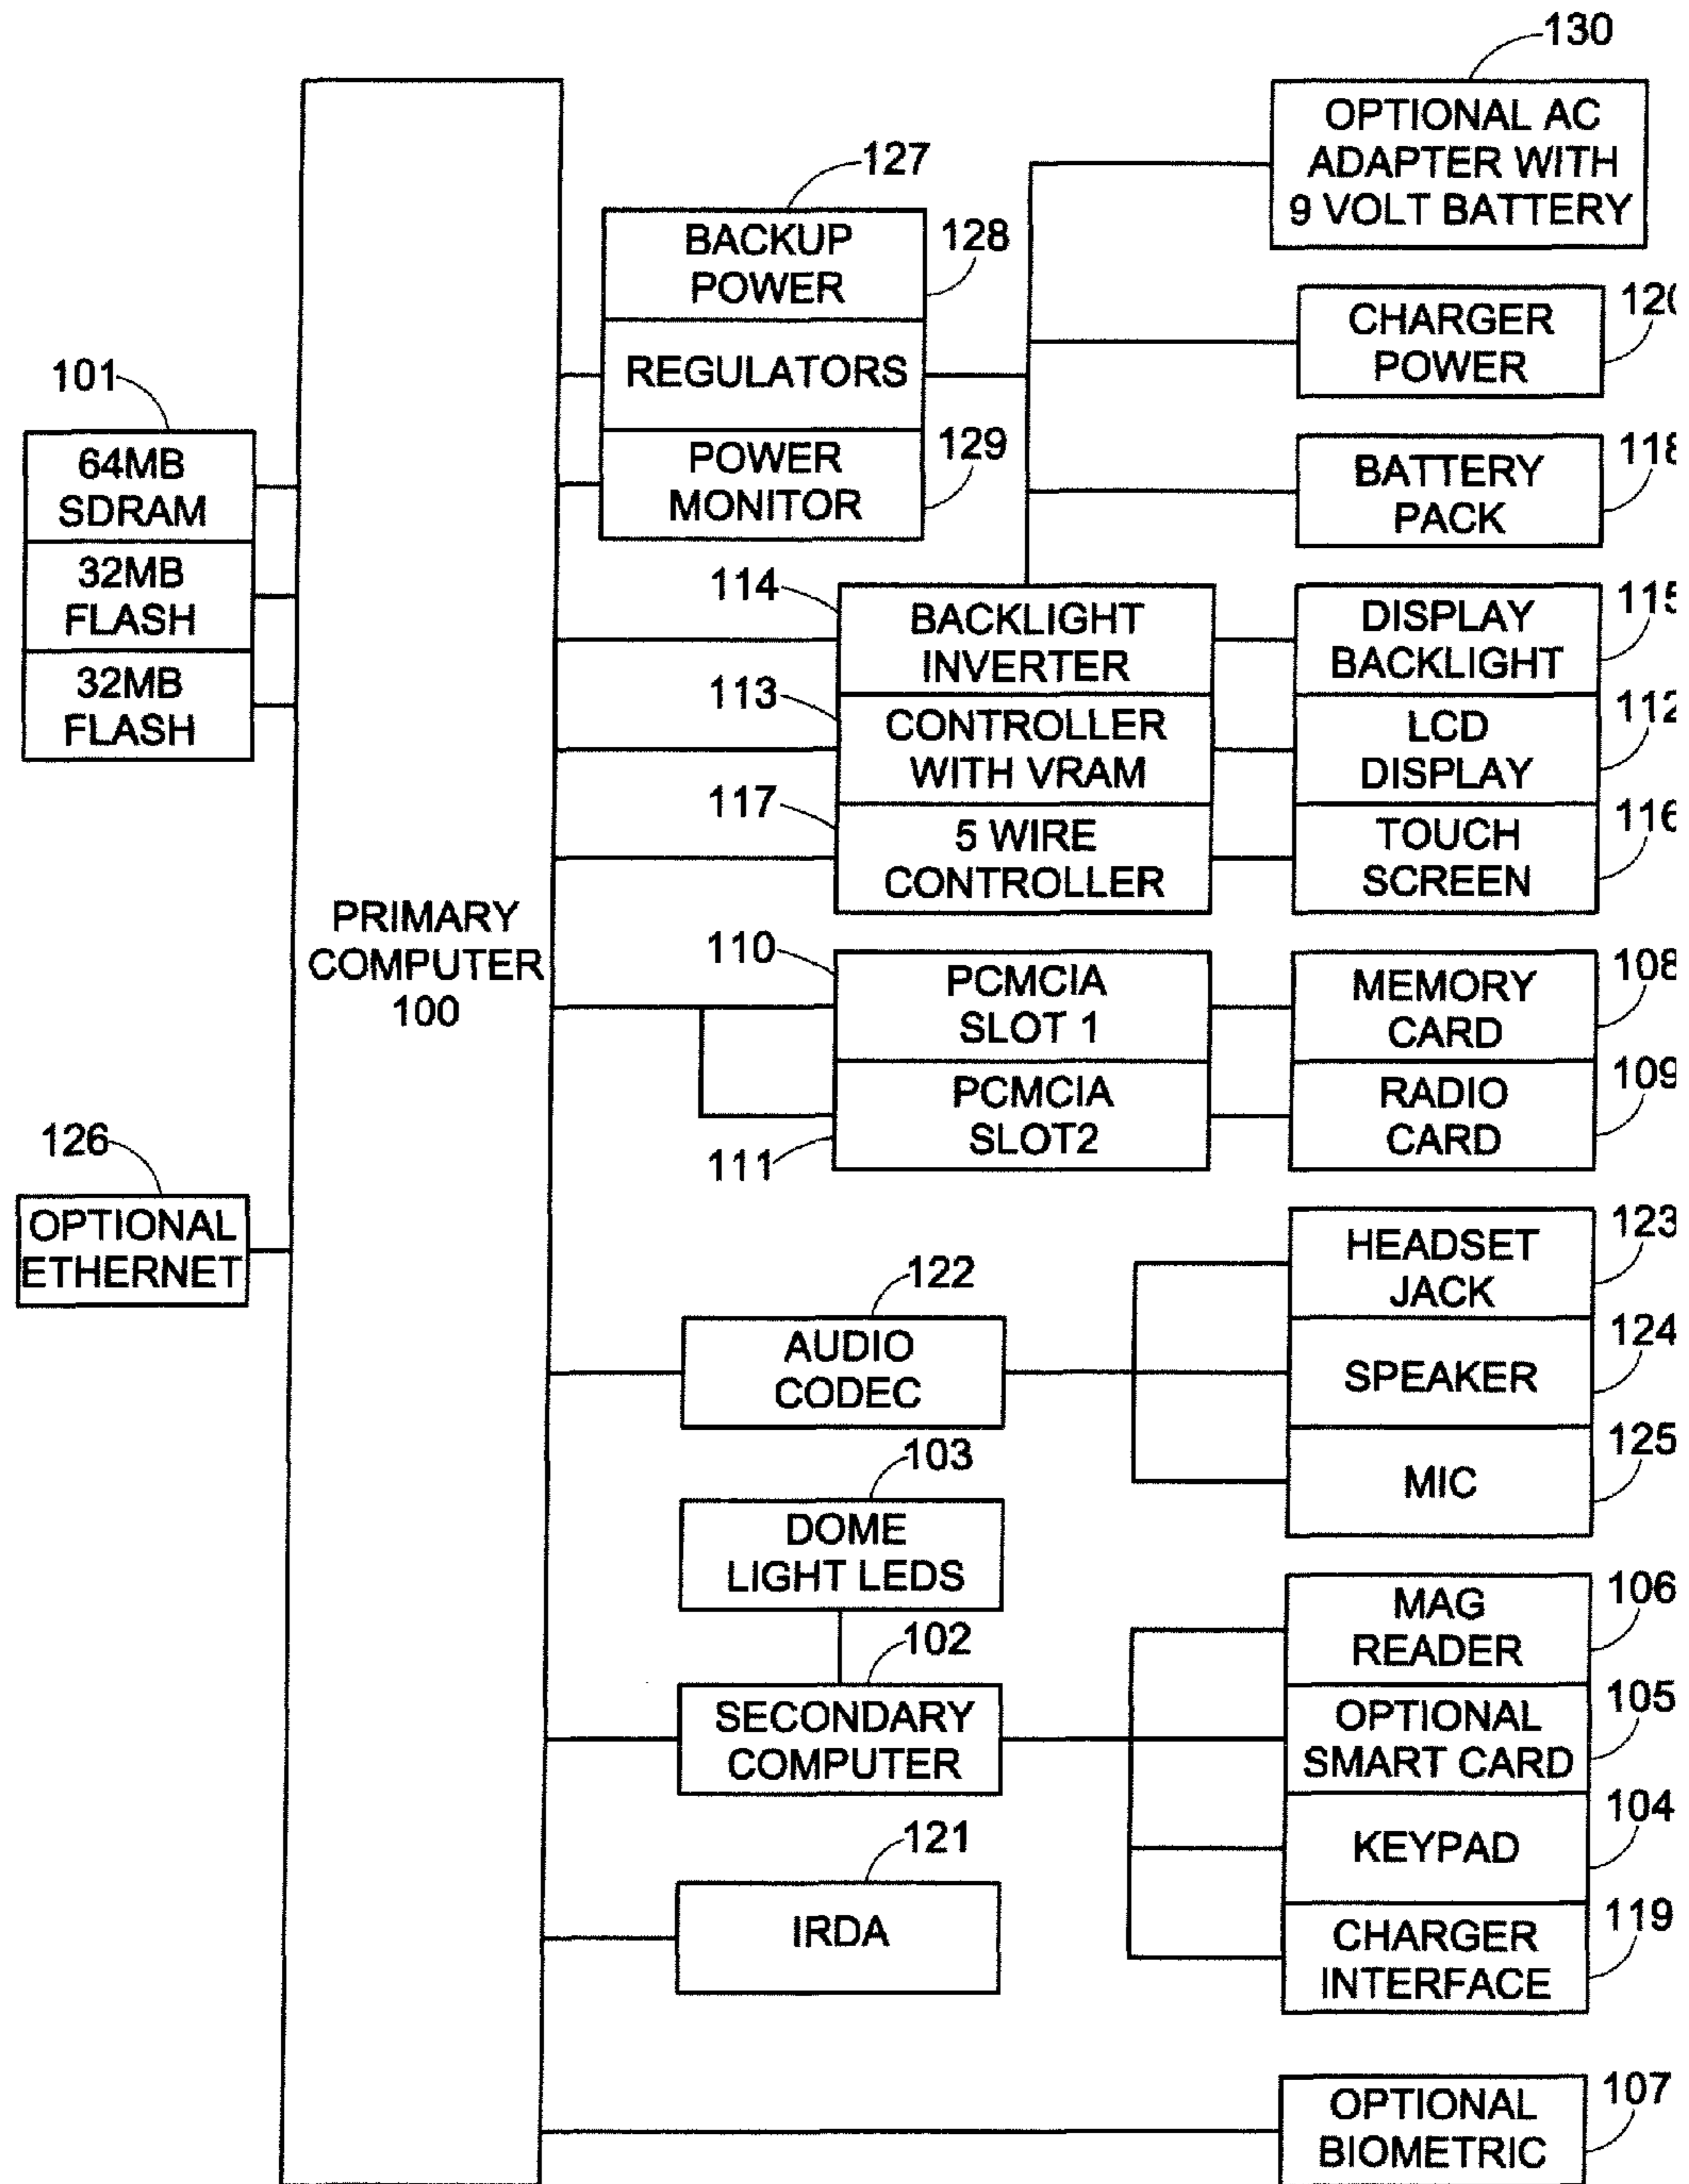 130
OPTIONAL AC
ADAPTER WITH
9 VOLT BATTERY
127
BACKUP
POWER
128
REGULATORS
POWER
MONITOR
129
CHARGER
POWER
BATTERY
PACK
101
64MB
SDRAM
32MB
FLASH
32MB
FLASH
114
BACKLIGHT
INVERTER
DISPLAY
BACKLIGHT
113
CONTROLLER
WITH VRAM
LCD
DISPLAY
117
5 WIRE
CONTROLLER
TOUCH
SCREEN
PRIMARY
COMPUTER
100
110
PCMCIA
SLOT 1
MEMORY
CARD
108
PCMCIA
SLOT2
111
RADIO
CARD
109
126
OPTIONAL
ETHERNET
122
AUDIO
CODEC
HEADSET
JACK
123
SPEAKER
124
MIC
125
103
DOME
LIGHT LEDS
102
SECONDARY
COMPUTER
MAG
READER
106
OPTIONAL
SMART CARD
105
KEYPAD
104
CHARGER
INTERFACE
119
121
IRDA
OPTIONAL
BIOMETRIC
107